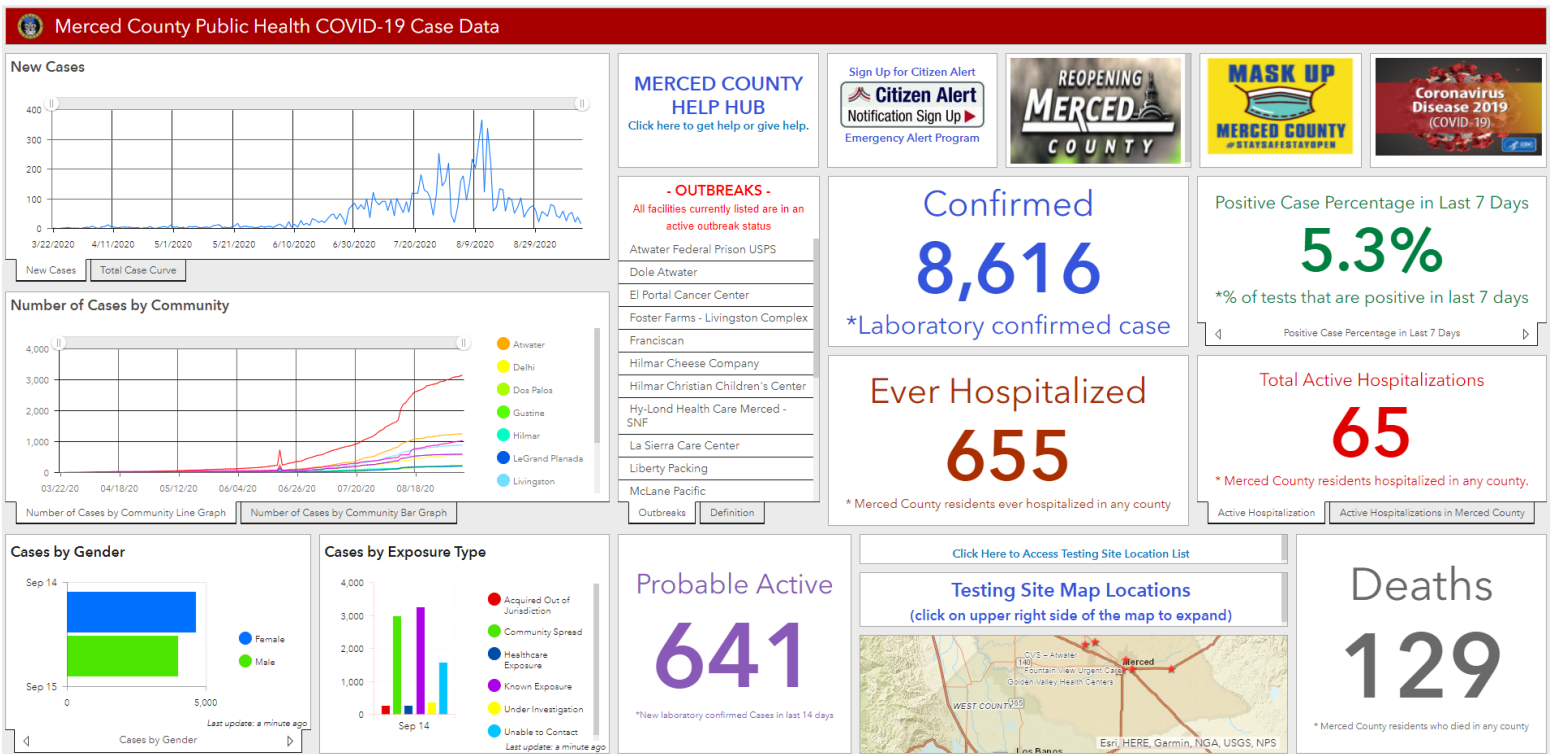 Merced County Public Health COVID-19 Case Data
New Cases
400
300
200
100
0
3/22/2020 4/11/2020 5/1/2020 5/21/2020 6/10/2020 6/30/2020 7/20/2020 8/9/2020 8/29/2020
New Cases Total Case Curve
MERCED COUNTY
HELP HUB
Click here to get help or give help.
Sign Up for Citizen Alert
Citizen Alert
Notification Sign Up
Emergency Alert Program
REOPENING
MERCED
COUNTY
MASK UP
MERCED COUNTY
#STAYSAFESTAYOPEN
Coronavirus
Disease 2019
(COVID-19)
CDC
Number of Cases by Community
4,000
3,000
2,000
1,000
0
03/22/20 04/18/20 05/12/20 06/04/20 06/26/20 07/20/20 08/18/20
Atwater
Delhi
Dos Palos
Gustine
Hilmar
LeGrand Planada
Livingston
Number of Cases by Community Line Graph Number of Cases by Community Bar Graph
- OUTBREAKS -
All facilities currently listed are in an
active outbreak status
Atwater Federal Prison USPS
Dole Atwater
El Portal Cancer Center
Foster Farms - Livingston Complex
Franciscan
Hilmar Cheese Company
Hilmar Christian Children's Center
Hy-Lond Health Care Merced -
SNF
La Sierra Care Center
Liberty Packing
McLane Pacific
Outbreaks Definition
Confirmed
8,616
*Laboratory confirmed case
Positive Case Percentage in Last 7 Days
5.3%
*% of tests that are positive in last 7 days
Positive Case Percentage in Last 7 Days
Ever Hospitalized
655
* Merced County residents ever hospitalized in any county
Total Active Hospitalizations
65
* Merced County residents hospitalized in any county.
Active Hospitalization Active Hospitalizations in Merced County
Cases by Gender
Sep 14
Sep 15
0 5,000
Female
Male
Last update: a minute ago
Cases by Gender
Cases by Exposure Type
4,000
3,000
2,000
1,000
0
Sep 14
Acquired Out of
Jurisdiction
Community Spread
Healthcare
Exposure
Known Exposure
Under Investigation
Unable to Contact
Last update: a minute ago
Probable Active
641
*New laboratory confirmed Cases in last 14 days
Click Here to Access Testing Site Location List
Testing Site Map Locations
(click on upper right side of the map to expand)
CVS – Atwater
140
Merced
Fountain View Urgent Care
Golden Valley Health Centers
WEST COUNTY
Los Banos
Esri, HERE, Garmin, NGA, USGS, NPS
Deaths
129
* Merced County residents who died in any county